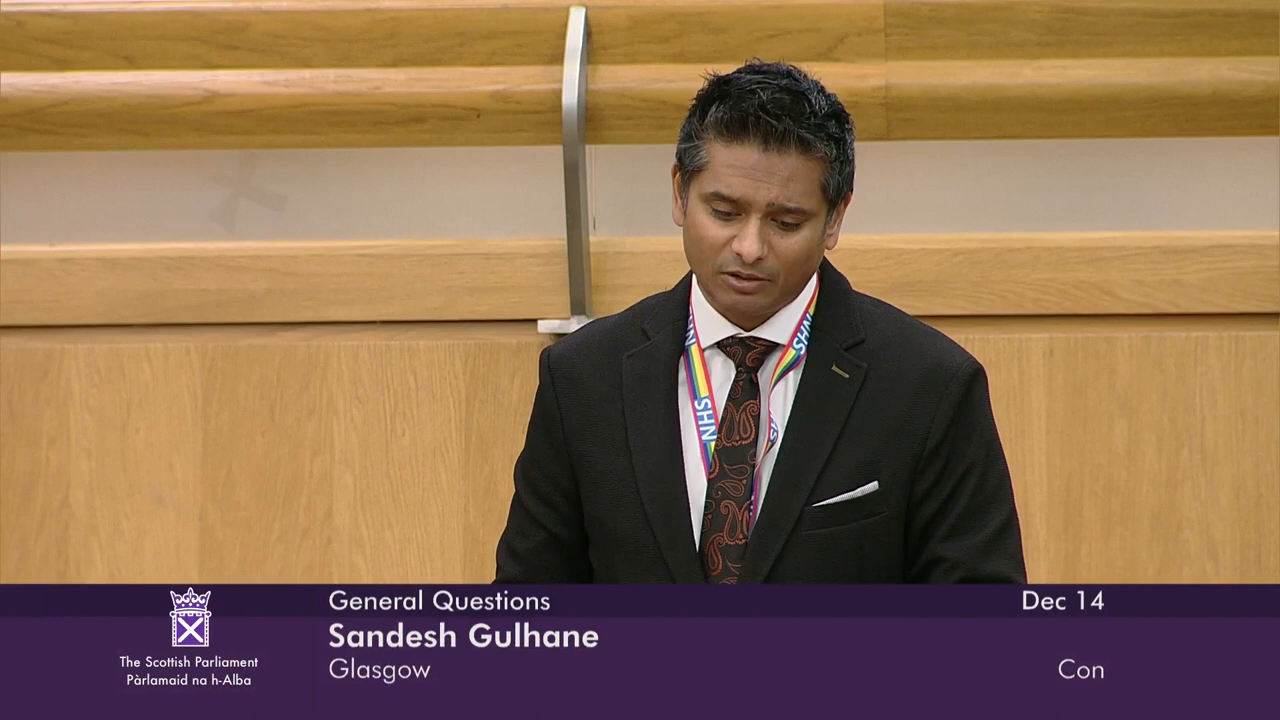 NHS
NHS
General Questions
Dec 14
Sandesh Gulhane
Glasgow
Con
The Scottish Parliament
Pàrlamaid na h-Alba